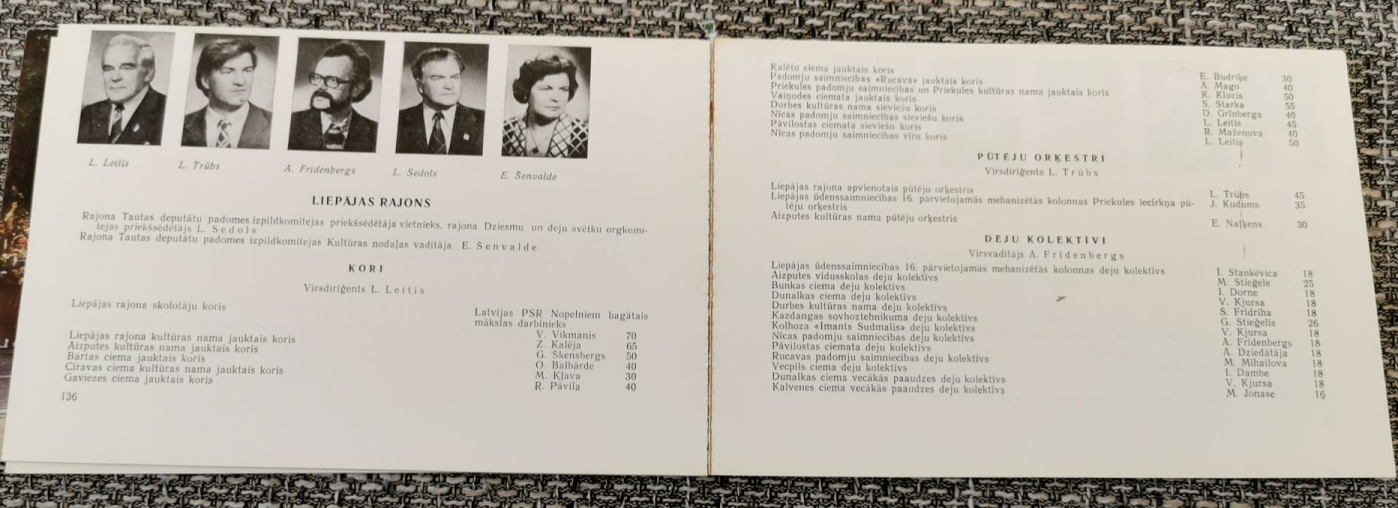 L. Leitis
L. Trūbs
A. Fridenbergs
L. Sedols
E. Šenvalde
LIEPĀJAS RAJONS
Rajona Tautas deputātu padomes izpildkomitejas priekšsēdētāja vietnieks, rajona Dziesmu un deju svētku orgkomi-
tejas priekšsēdētājs L. Sedols
Rajona Tautas deputātu padomes izpildkomitejas Kultūras nodaļas vadītāja E. Šenvalde
KORI
Virsdiriģents L. Leitis
Liepājas rajona skolotāju koris
Latvijas PSR Nopelniem bagātais
mākslas darbinieks
V. Vikmanis 70
Liepājas rajona kultūras nama jauktais koris Z. Kalēja 65
Aizputes kultūras nama jauktais koris G. Skensbergs 50
Bārtas ciema jauktais koris O. Balbārde 40
Cīravas ciema kultūras nama jauktais koris M. Kļava 30
Gaviezes ciema jauktais koris R. Pāvila 40
136
Kalētu ciema jauktais koris E. Budriķe 30
Padomju saimniecības «Rucava» jauktais koris A. Mago 40
Priekules padomju saimniecības un Priekules kultūras nama jauktais koris K. Klucis 50
Vaiņodes ciemata jauktais koris S. Starka 55
Durbes kultūras nama sieviešu koris D. Grinberga 40
Nīcas padomju saimniecības sieviešu koris L. Leitis 45
Pāvilostas ciemata sieviešu koris R. Maženova 40
Nīcas padomju saimniecības vīru koris L. Leitis 50
PŪTĒJU ORĶESTRI
Virsdiriģents L. Trūbs
Liepājas rajona apvienotais pūtēju orķestris L. Trūbs 45
Liepājas ūdenssaimniecības 16. pārvietojamās mehanizētās kolonnas Priekules iecirkņa pū-
tēju orķestris J. Kudums 35
Aizputes kultūras nama pūtēju orķestris E. Naļķens 30
DEJU KOLEKTĪVI
Virsvadītājs A. Fridenbergs
Liepājas ūdenssaimniecības 16. pārvietojamās mehanizētās kolonnas deju kolektīvs I. Stankēvica 18
Aizputes vidusskolas deju kolektīvs M. Stieģele 25
Bunkas ciema deju kolektīvs I. Dorne 18
Dunalkas ciema deju kolektīvs V. Kjursa 18
Durbes kultūras nama deju kolektīvs S. Fridriha 18
Kazdangas sovhoztehnikuma deju kolektīvs G. Stieģelis 26
Kolhoza «Imants Sudmalis» deju kolektīvs V. Kjursa 18
Nīcas padomju saimniecības deju kolektīvs A. Fridenbergs 18
Pāvilostas ciemata deju kolektīvs A. Dziedātāja 18
Rucavas padomju saimniecības deju kolektīvs M. Mihailova 18
Vecpils ciema deju kolektīvs I. Dambe 18
Dunalkas ciema vecākās paaudzes deju kolektīvs V. Kjursa 18
Kalvenes ciema vecākās paaudzes deju kolektīvs M. Jonase 16